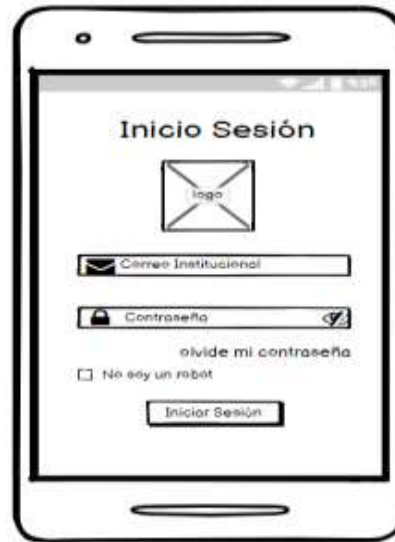 Inicio Sesión
logo
Correo Institucional
Contraseña
olvide mi contraseña
No soy un robot
Iniciar Sesión